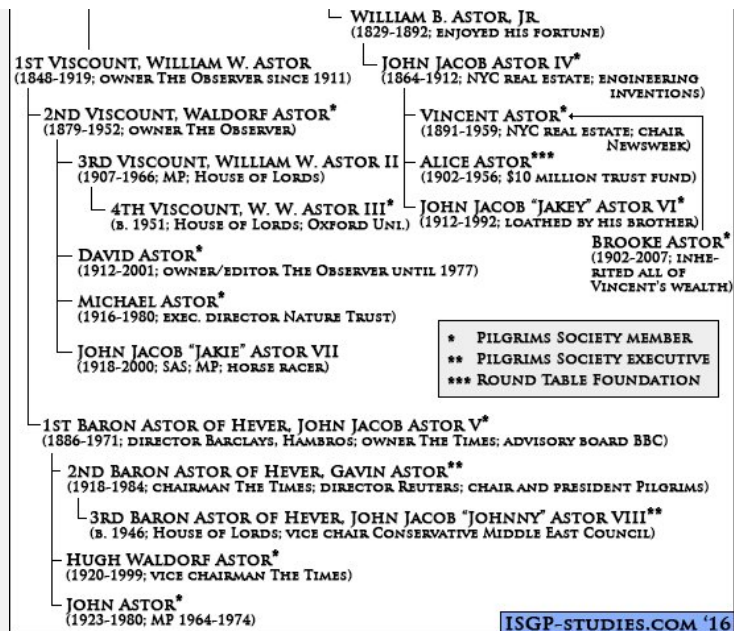 WILLIAM B. ASTOR, JR.
(1829-1892; ENJOYED HIS FORTUNE)
1ST VISCOUNT, WILLIAM W. ASTOR
(1848-1919; OWNER THE OBSERVER SINCE 1911)
JOHN JACOB ASTOR IV*
(1864-1912; NYC REAL ESTATE; ENGINEERING
INVENTIONS)
2ND VISCOUNT, WALDORF ASTOR*
(1879-1952; OWNER THE OBSERVER)
VINCENT ASTOR*
(1891-1959; NYC REAL ESTATE; CHAIR
NEWSWEEK)
3RD VISCOUNT, WILLIAM W. ASTOR II
(1907-1966; MP; HOUSE OF LORDS)
ALICE ASTOR***
(1902-1956; $10 MILLION TRUST FUND)
4TH VISCOUNT, W. W. ASTOR III*
(B. 1951; HOUSE OF LORDS; OXFORD UNI.)
JOHN JACOB "JAKEY" ASTOR VI*
(1912-1992; LOATHED BY HIS BROTHER)
BROOKE ASTOR*
(1902-2007; INHE-
RITED ALL OF
VINCENT'S WEALTH)
DAVID ASTOR*
(1912-2001; OWNER/EDITOR THE OBSERVER UNTIL 1977)
MICHAEL ASTOR*
(1916-1980; EXEC. DIRECTOR NATURE TRUST)
JOHN JACOB "JAKIE" ASTOR VII
(1918-2000; SAS; MP; HORSE RACER)
* PILGRIMS SOCIETY MEMBER
** PILGRIMS SOCIETY EXECUTIVE
*** ROUND TABLE FOUNDATION
1ST BARON ASTOR OF HEVER, JOHN JACOB ASTOR V*
(1886-1971; DIRECTOR BARCLAYS, HAMBROS; OWNER THE TIMES; ADVISORY BOARD BBC)
2ND BARON ASTOR OF HEVER, GAVIN ASTOR**
(1918-1984; CHAIRMAN THE TIMES; DIRECTOR REUTERS; CHAIR AND PRESIDENT PILGRIMS)
3RD BARON ASTOR OF HEVER, JOHN JACOB "JOHNNY" ASTOR VIII**
(B. 1946; HOUSE OF LORDS; VICE CHAIR CONSERVATIVE MIDDLE EAST COUNCIL)
HUGH WALDORF ASTOR*
(1920-1999; VICE CHAIRMAN THE TIMES)
JOHN ASTOR*
(1923-1980; MP 1964-1974)
ISGP-STUDIES.COM '16